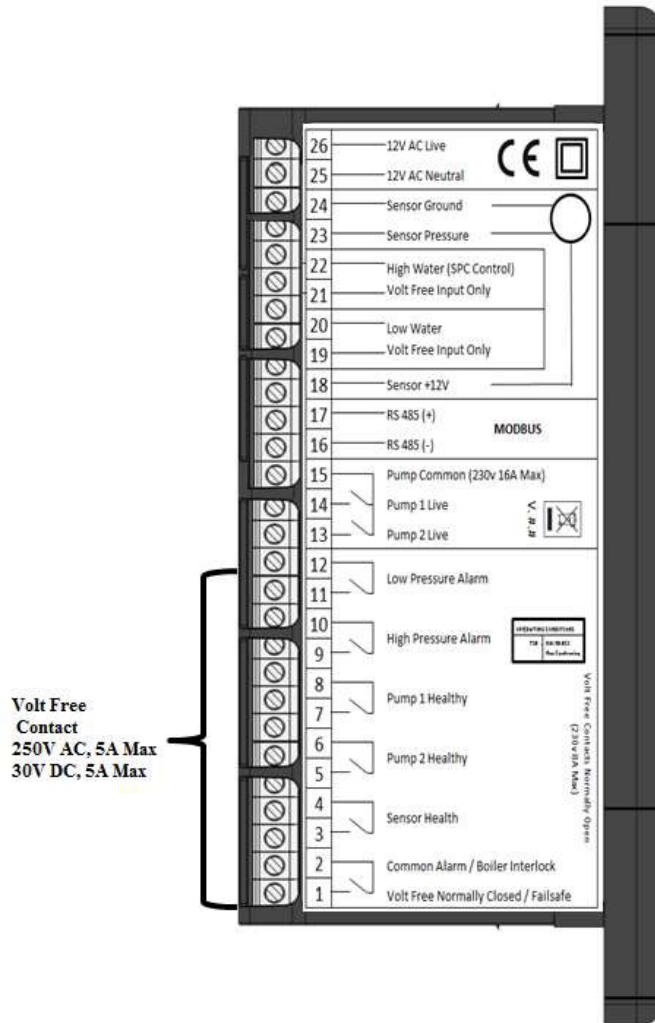 26 12V AC Live
CE
25 12V AC Neutral
24 Sensor Ground
23 Sensor Pressure
22 High Water (SPC Control)
21 Volt Free Input Only
20 Low Water
19 Volt Free Input Only
18 Sensor +12V
17 RS 485 (+)
MODBUS
16 RS 485 (-)
15 Pump Common (230v 16A Max)
14 Pump 1 Live
13 Pump 2 Live
V.#.#
12
Low Pressure Alarm
11
10
High Pressure Alarm
9
OPERATING CONDITIONS
8
Pump 1 Healthy
7
6
Pump 2 Healthy
5
4
Sensor Health
3
2 Common Alarm / Boiler Interlock
1 Volt Free Normally Closed / Failsafe
Volt Free Contacts Normally Open
(230v 8A Max)
Volt Free
Contact
250V AC, 5A Max
30V DC, 5A Max